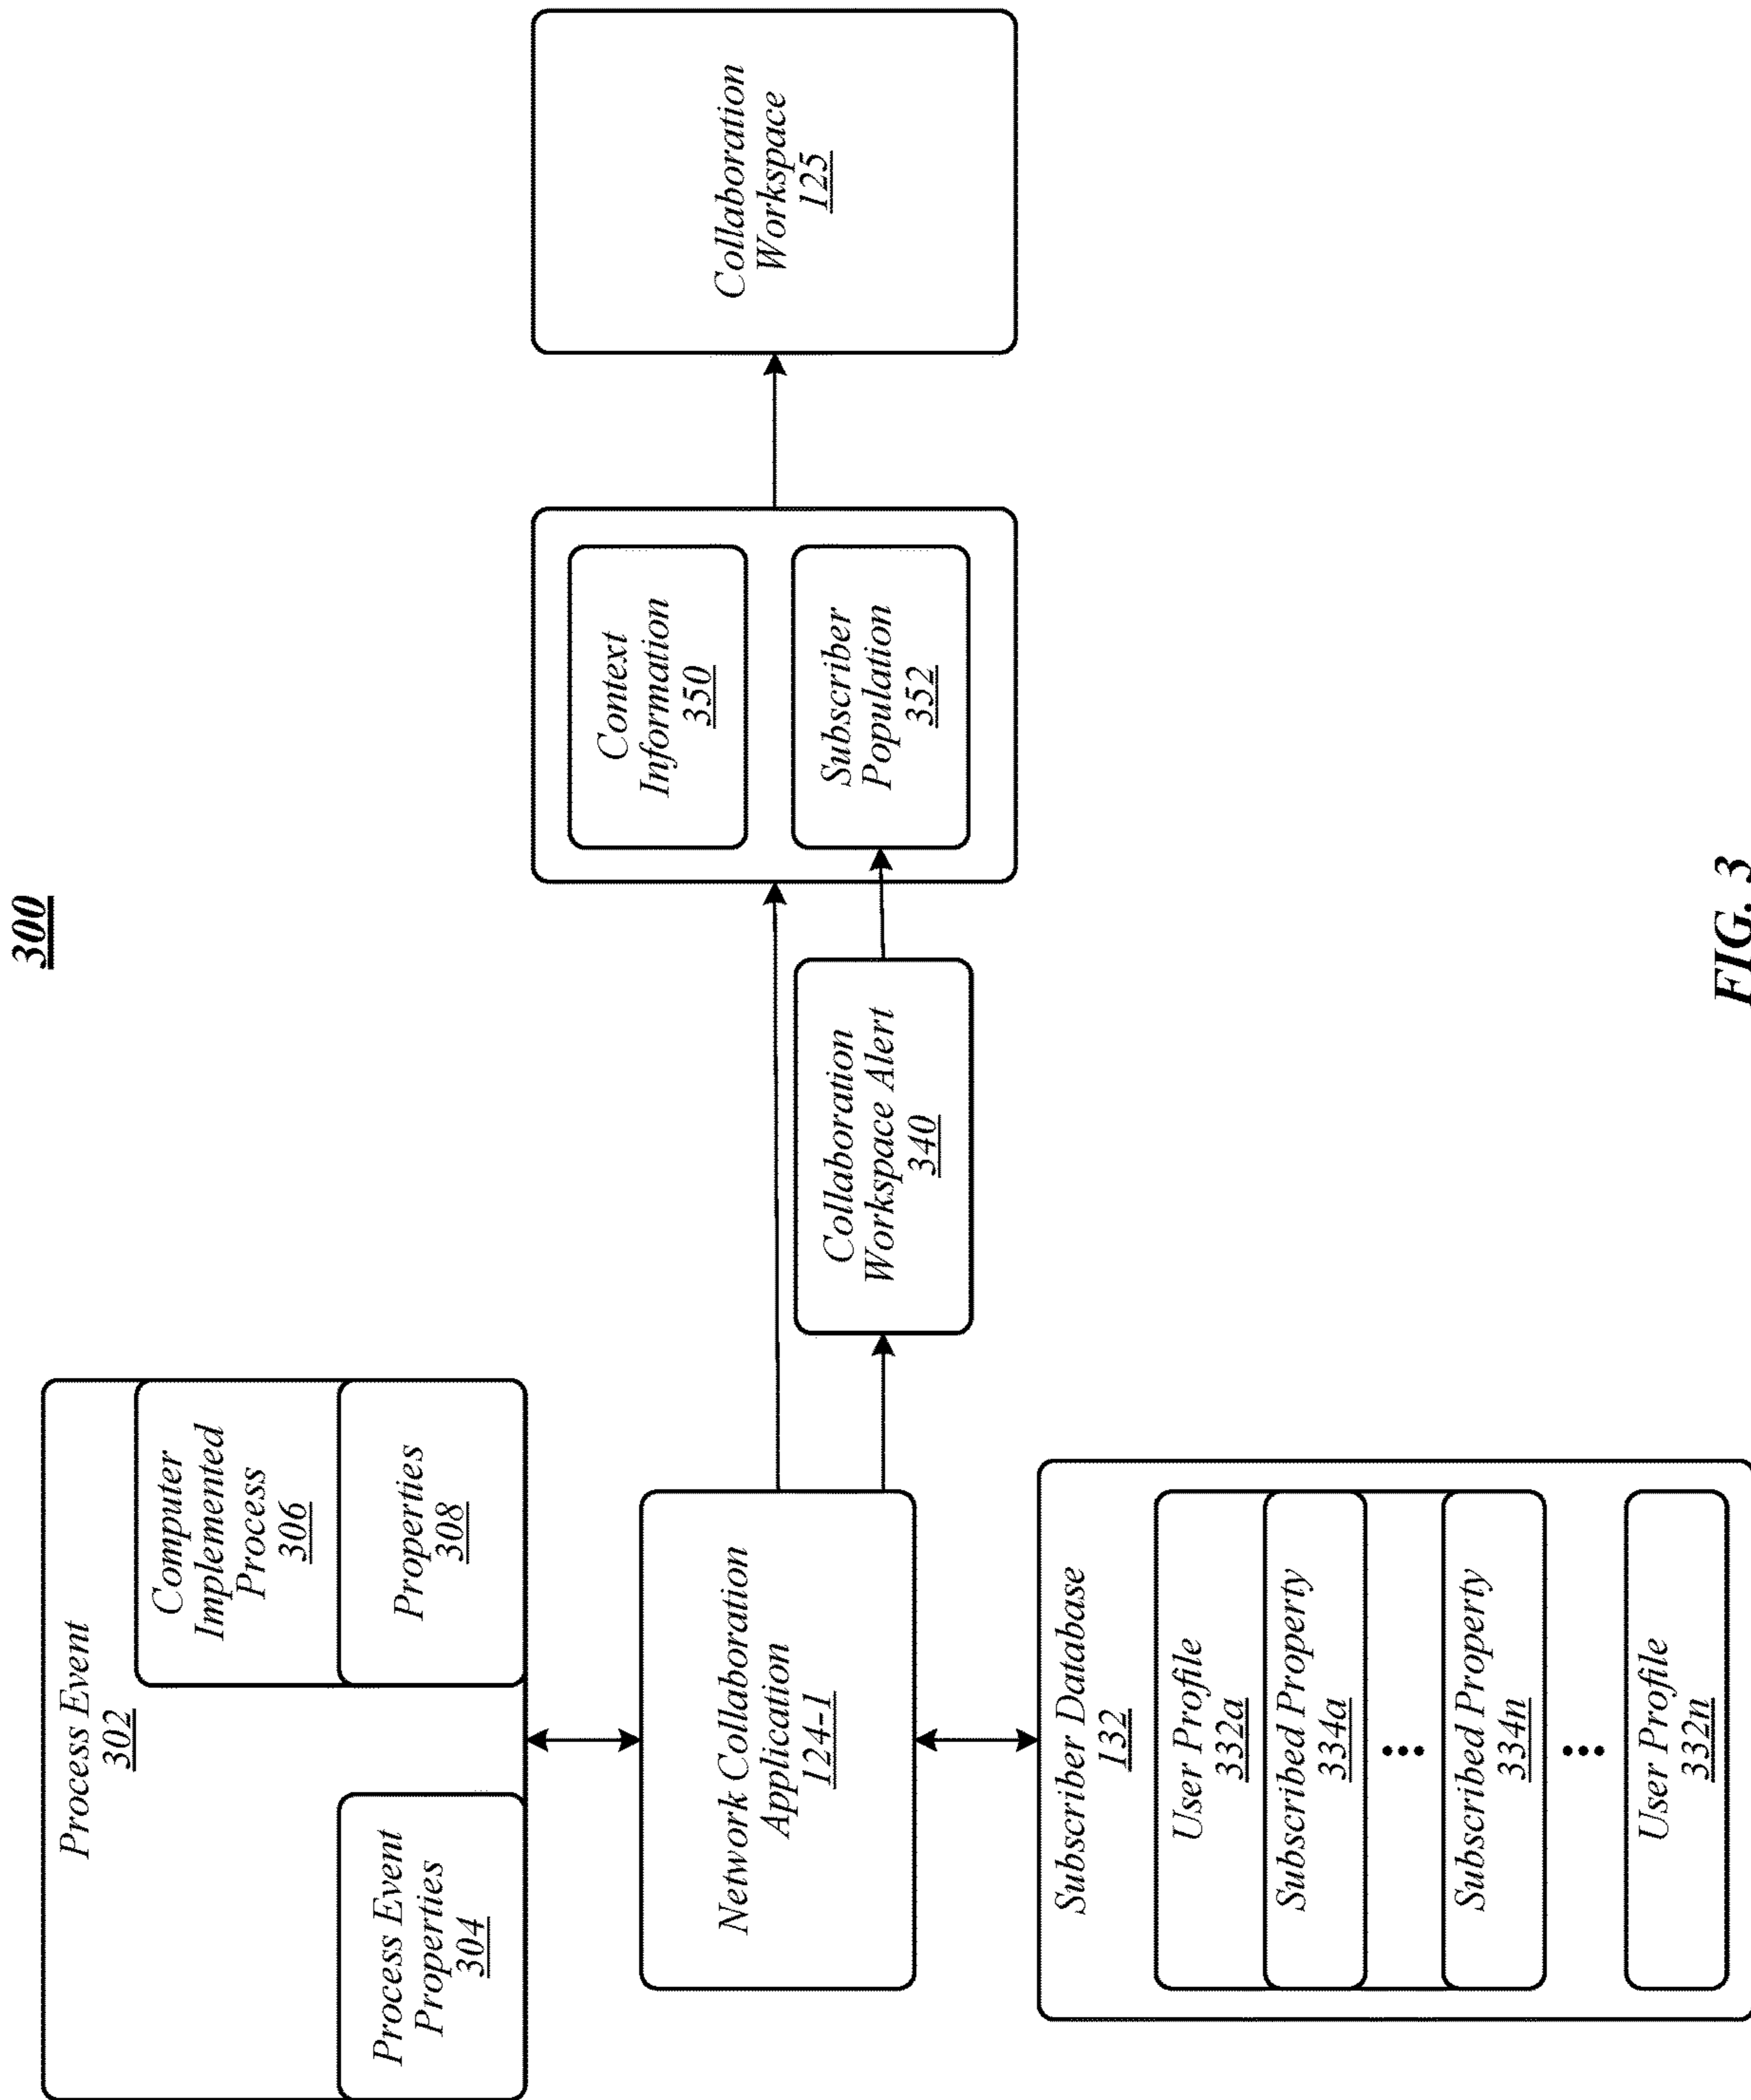 300
Process Event
302
Process Event
Properties
304
Computer
Implemented
Process
306
Properties
308
Network Collaboration
Application
124-1
Subscriber Database
132
User Profile
332a
Subscribed Property
334a
...
Subscribed Property
334n
...
User Profile
332n
Collaboration
Workspace Alert
340
Context
Information
350
Subscriber
Population
352
Collaboration
Workspace
125
FIG. 3